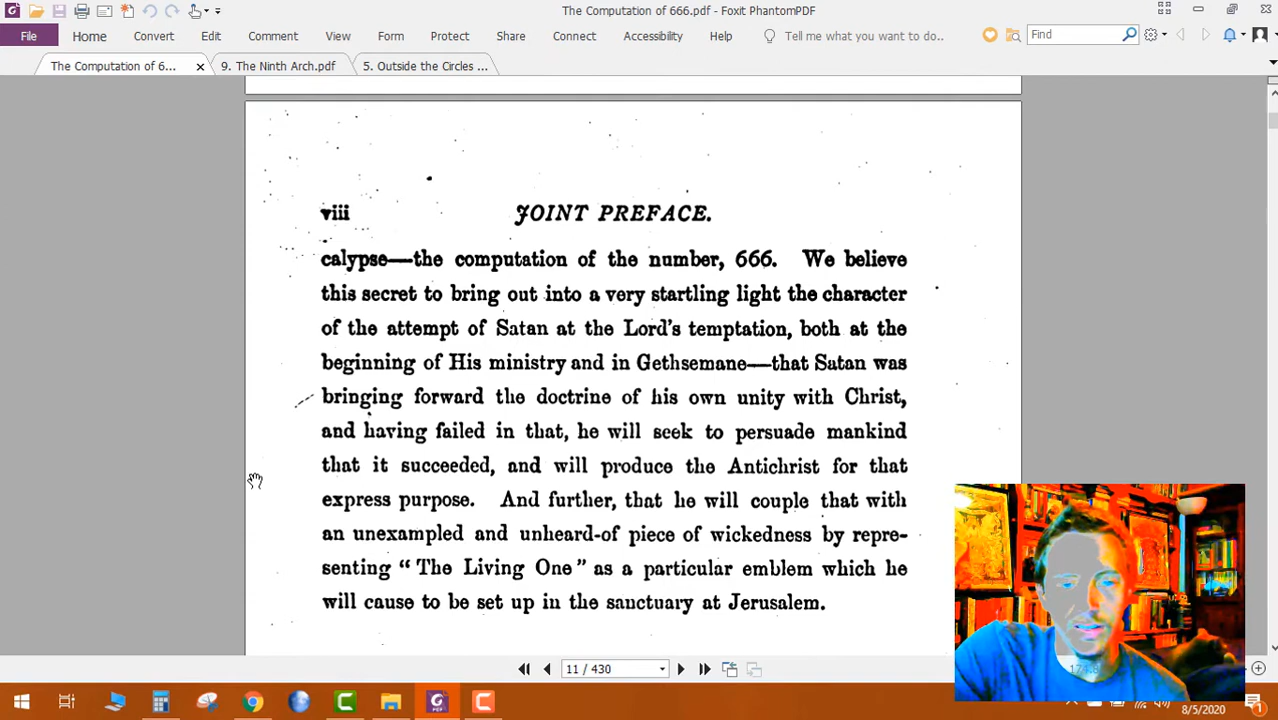 The Computation of 666.pdf - Foxit PhantomPDF
File Home Convert Edit Comment View Form Protect Share Connect Accessibility Help Tell me what you want to do.. Find
The Computation of 6... 9. The Ninth Arch.pdf 5. Outside the Circles ...
viii JOINT PREFACE.
calypse—the computation of the number, 666. We believe
this secret to bring out into a very startling light the character
of the attempt of Satan at the Lord's temptation, both at the
beginning of His ministry and in Gethsemane—that Satan was
bringing forward the doctrine of his own unity with Christ,
and having failed in that, he will seek to persuade mankind
that it succeeded, and will produce the Antichrist for that
express purpose. And further, that he will couple that with
an unexampled and unheard-of piece of wickedness by repre-
senting "The Living One" as a particular emblem which he
will cause to be set up in the sanctuary at Jerusalem.
11 / 430
8/5/2020